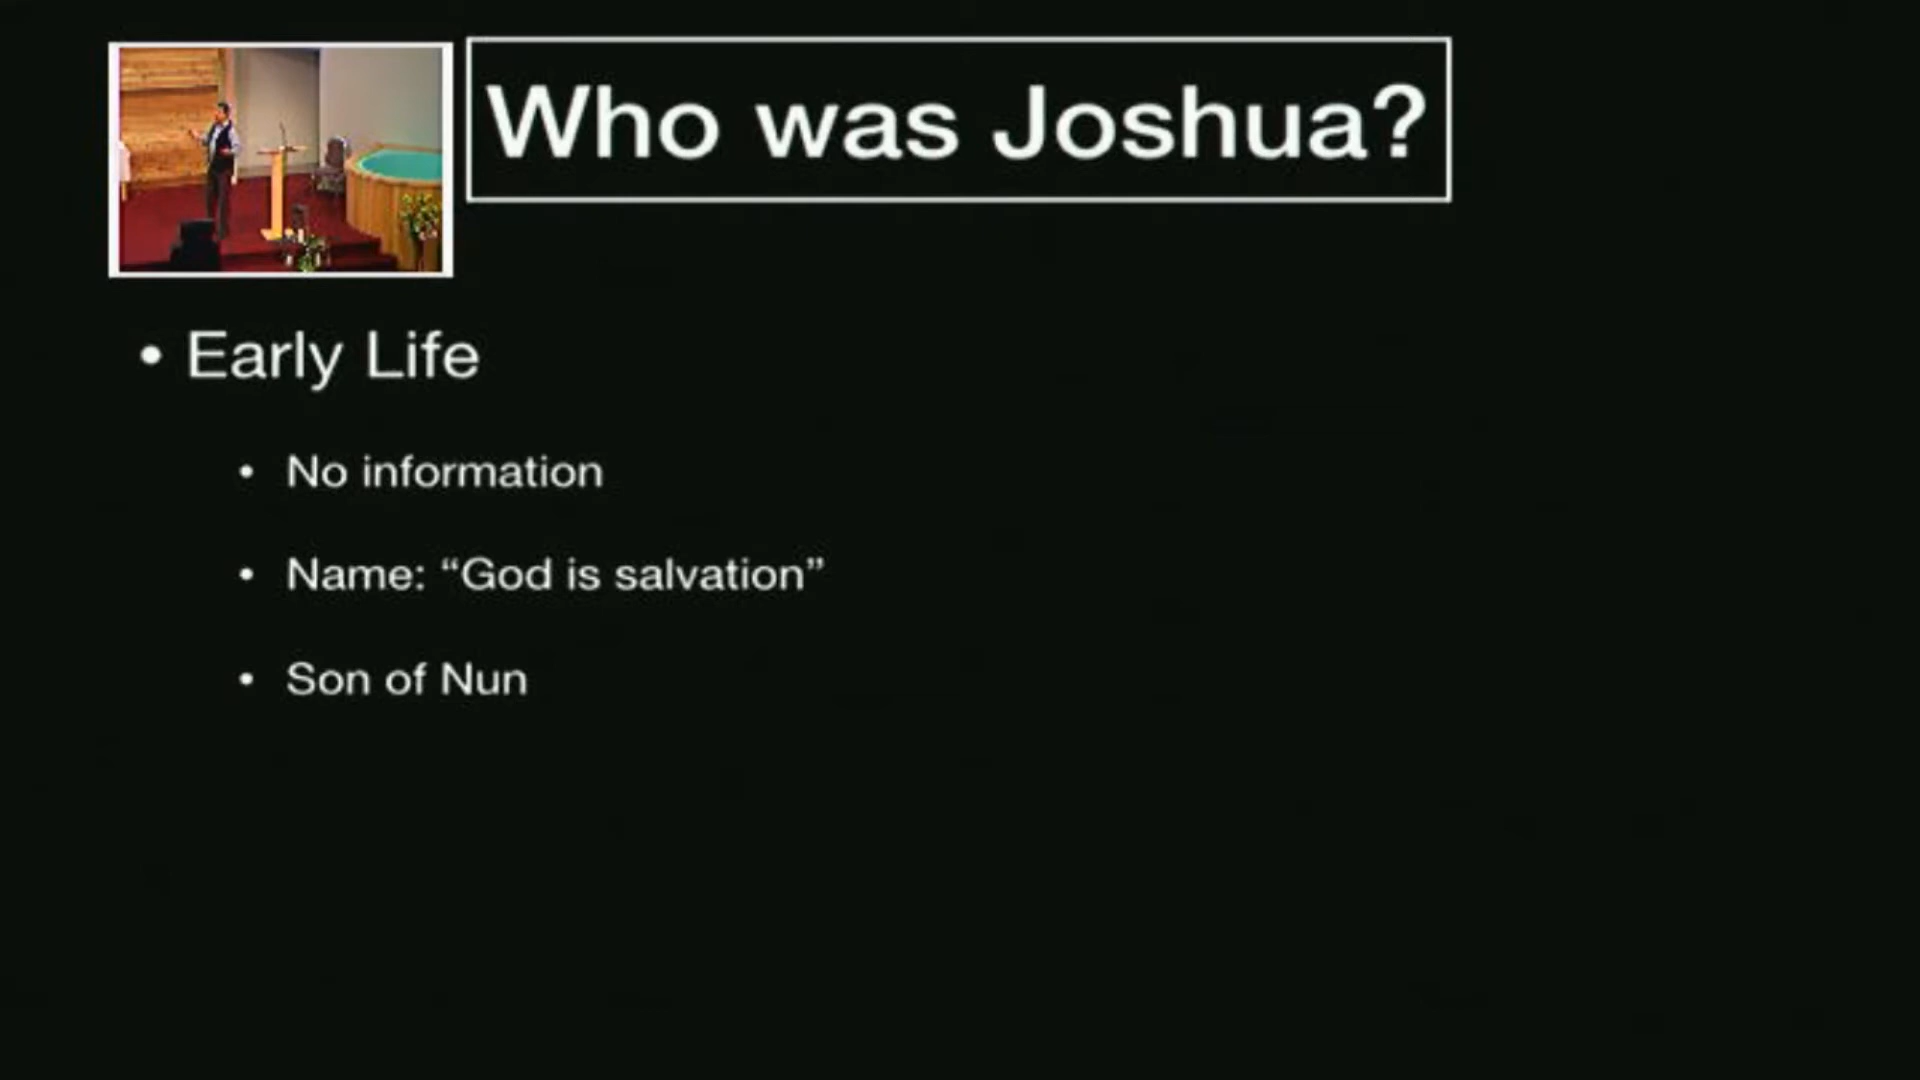 Who was Joshua?
• Early Life
• No information
• Name: “God is salvation”
• Son of Nun